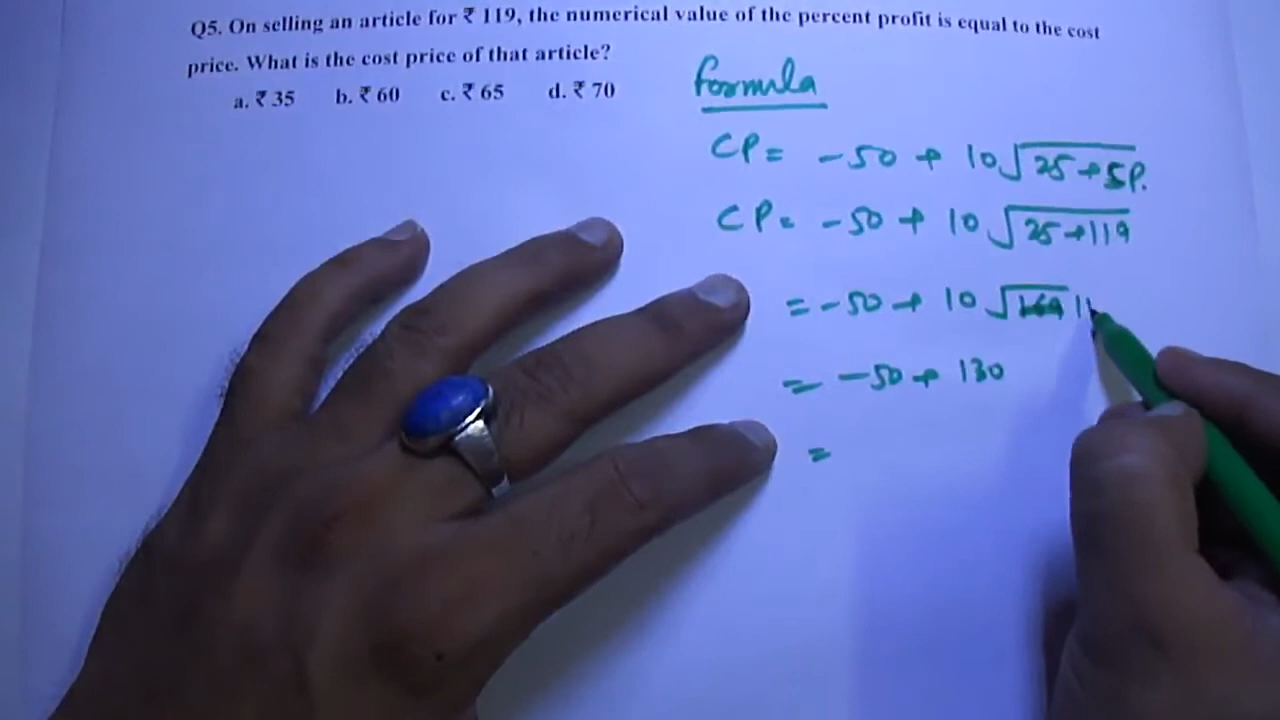 Q5. On selling an article for ₹ 119, the numerical value of the percent profit is equal to the cost
price. What is the cost price of that article?
a. ₹ 35 b. ₹ 60 c. ₹ 65 d. ₹ 70
Formula
CP = -50 + 10√25+SP.
CP = -50 + 10√25+119
= -50 + 10√169 11
= -50 + 130
=